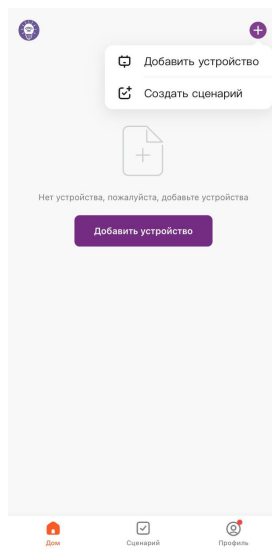 Добавить устройство
Создать сценарий
Нет устройства, пожалуйста, добавьте устройства
Добавить устройство
Дом
Сценарий
Профиль